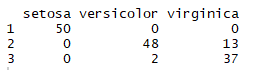 setosa versicolor virginica
1 50 0 0
2 0 48 13
3 0 2 37